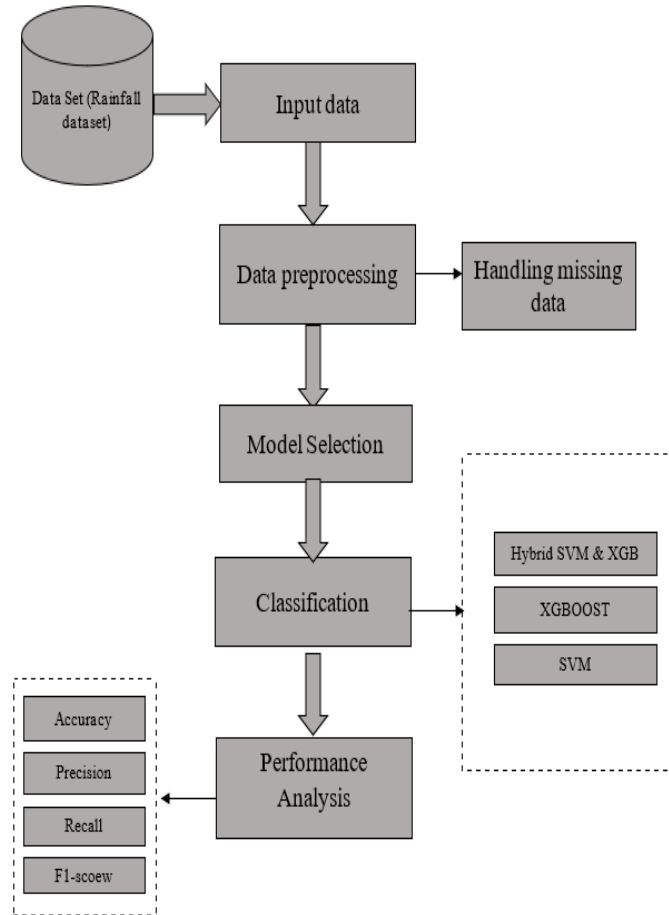 Data Set (Rainfall
dataset)
Input data
Data preprocessing
Handling missing
data
Model Selection
Classification
Hybrid SVM & XGB
XGBOOST
SVM
Performance
Analysis
Accuracy
Precision
Recall
F1-scoew